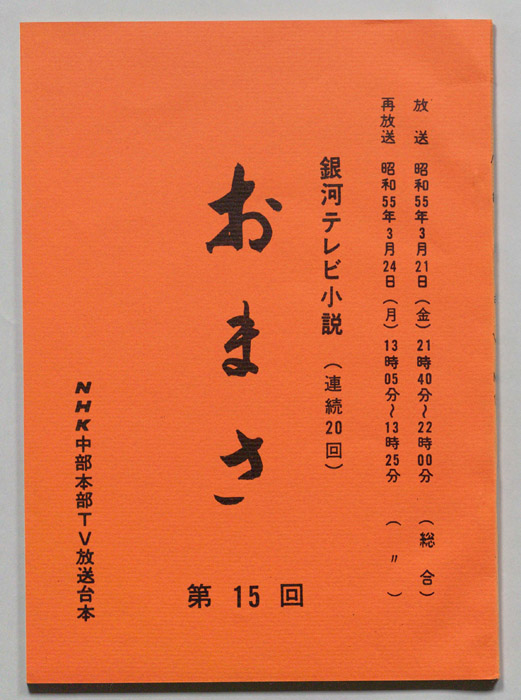 放送 昭和55年3月21日(金)21時40分~22時00分(総合)
再放送 昭和55年3月24日(月)13時05分~13時25分(〃)
銀河テレビ小説(連続20回)
おまさ
第15回
NHK中部本部TV放送台本